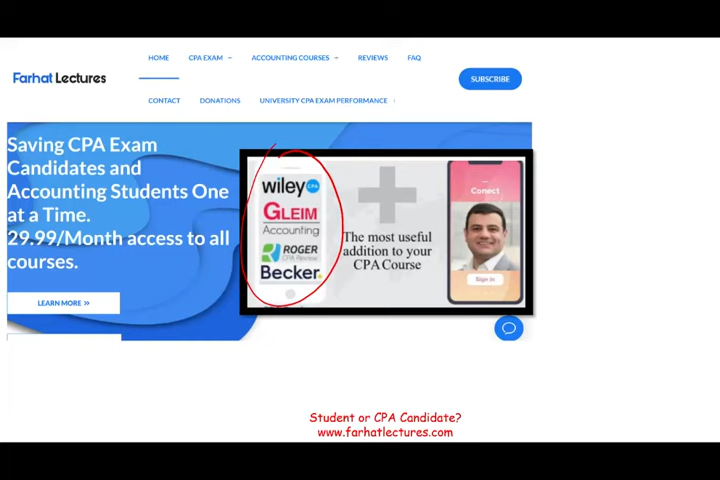 HOME
CPA EXAM
ACCOUNTING COURSES
REVIEWS
FAQ
Farhat Lectures
SUBSCRIBE
CONTACT
DONATIONS
UNIVERSITY CPA EXAM PERFORMANCE
Saving CPA Exam
Candidates and
Accounting Students One
at a Time.
29.99/Month access to all
courses.
LEARN MORE »
wiley CPA
GLEIM
Accounting
ROGER
CPA Review
Becker.
The most useful
addition to your
CPA Course
Conect
Sign in
Student or CPA Candidate?
www.farhatlectures.com